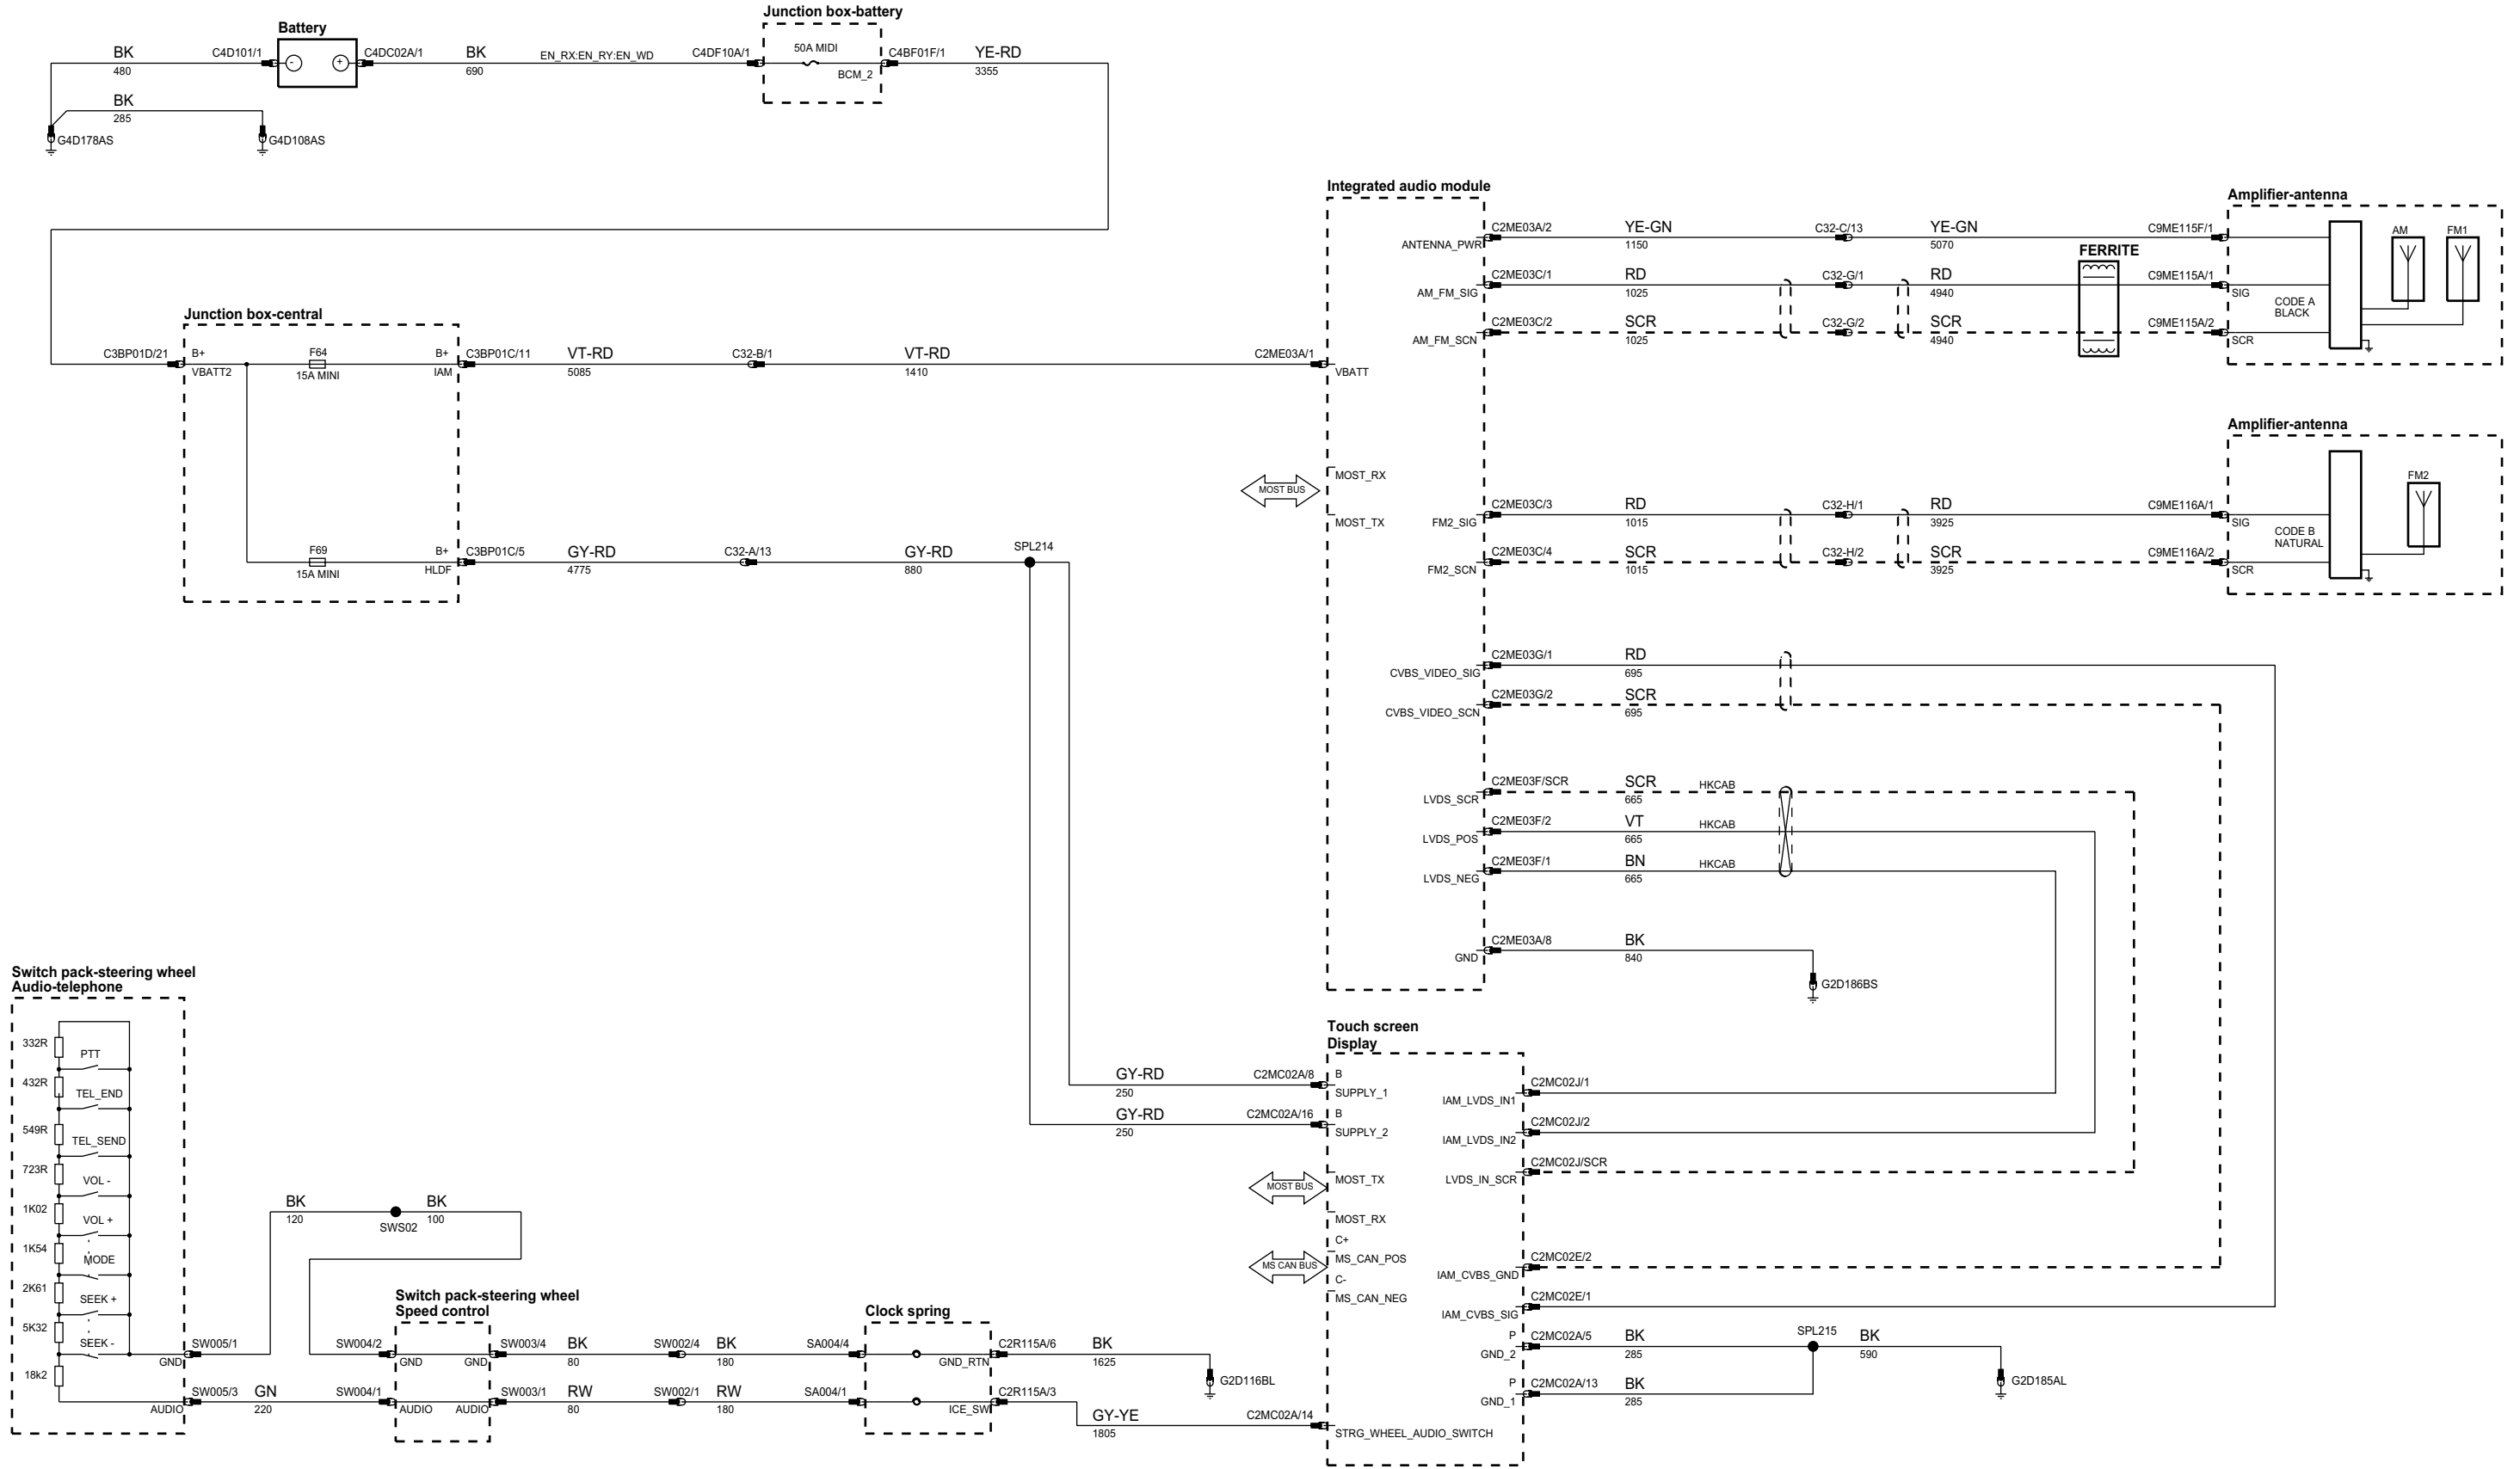 Junction box-battery
Battery
BK
480
C4D101/1
-
+
C4DC02A/1
BK
690
EN_RX:EN_RY:EN_WD
C4DF10A/1
50A MIDI
BCM_2
C4BF01F/1
YE-RD
3355
BK
285
G4D178AS
G4D108AS
Integrated audio module
Amplifier-antenna
C2ME03A/2
ANTENNA_PWR
YE-GN
1150
C32-C/13
YE-GN
5070
C9ME115F/1
AM
FM1
FERRITE
C2ME03C/1
AM_FM_SIG
RD
1025
C32-G/1
RD
4940
C9ME115A/1
SIG
CODE A
BLACK
C2ME03C/2
AM_FM_SCN
SCR
1025
C32-G/2
SCR
4940
C9ME115A/2
SCR
Junction box-central
C3BP01D/21
B+
VBATT2
F64
15A MINI
B+
IAM
C3BP01C/11
VT-RD
5085
C32-B/1
VT-RD
1410
C2ME03A/1
VBATT
Amplifier-antenna
MOST BUS
MOST_RX
MOST_TX
FM2
C2ME03C/3
FM2_SIG
RD
1015
C32-H/1
RD
3925
C9ME116A/1
SIG
CODE B
NATURAL
C2ME03C/4
FM2_SCN
SCR
1015
C32-H/2
SCR
3925
C9ME116A/2
SCR
F69
15A MINI
B+
HLDF
C3BP01C/5
GY-RD
4775
C32-A/13
GY-RD
880
SPL214
C2ME03G/1
CVBS_VIDEO_SIG
RD
695
C2ME03G/2
CVBS_VIDEO_SCN
SCR
695
C2ME03F/SCR
LVDS_SCR
SCR
665
HKCAB
C2ME03F/2
LVDS_POS
VT
665
HKCAB
C2ME03F/1
LVDS_NEG
BN
665
HKCAB
C2ME03A/8
GND
BK
840
G2D186BS
Switch pack-steering wheel
Audio-telephone
332R
PTT
432R
TEL_END
549R
TEL_SEND
723R
VOL -
1K02
VOL +
1K54
MODE
2K61
SEEK +
5K32
SEEK -
18k2
GND
SW005/1
AUDIO
SW005/3
GN
220
BK
120
SWS02
BK
100
Switch pack-steering wheel
Speed control
SW004/2
GND
GND
SW003/4
BK
80
SW002/4
BK
180
SA004/4
SW004/1
AUDIO
AUDIO
SW003/1
RW
80
SW002/1
RW
180
SA004/1
Clock spring
GND_RTN
C2R115A/6
BK
1625
G2D116BL
ICE_SW
C2R115A/3
GY-YE
1805
C2MC02A/14
STRG_WHEEL_AUDIO_SWITCH
Touch screen
Display
GY-RD
250
C2MC02A/8
B
SUPPLY_1
GY-RD
250
C2MC02A/16
B
SUPPLY_2
MOST BUS
MOST_TX
MOST_RX
MS CAN BUS
C+
MS_CAN_POS
C-
MS_CAN_NEG
C2MC02J/1
IAM_LVDS_IN1
C2MC02J/2
IAM_LVDS_IN2
C2MC02J/SCR
LVDS_IN_SCR
C2MC02E/2
IAM_CVBS_GND
C2MC02E/1
IAM_CVBS_SIG
P
GND_2
C2MC02A/5
BK
285
SPL215
BK
590
G2D185AL
P
GND_1
C2MC02A/13
BK
285